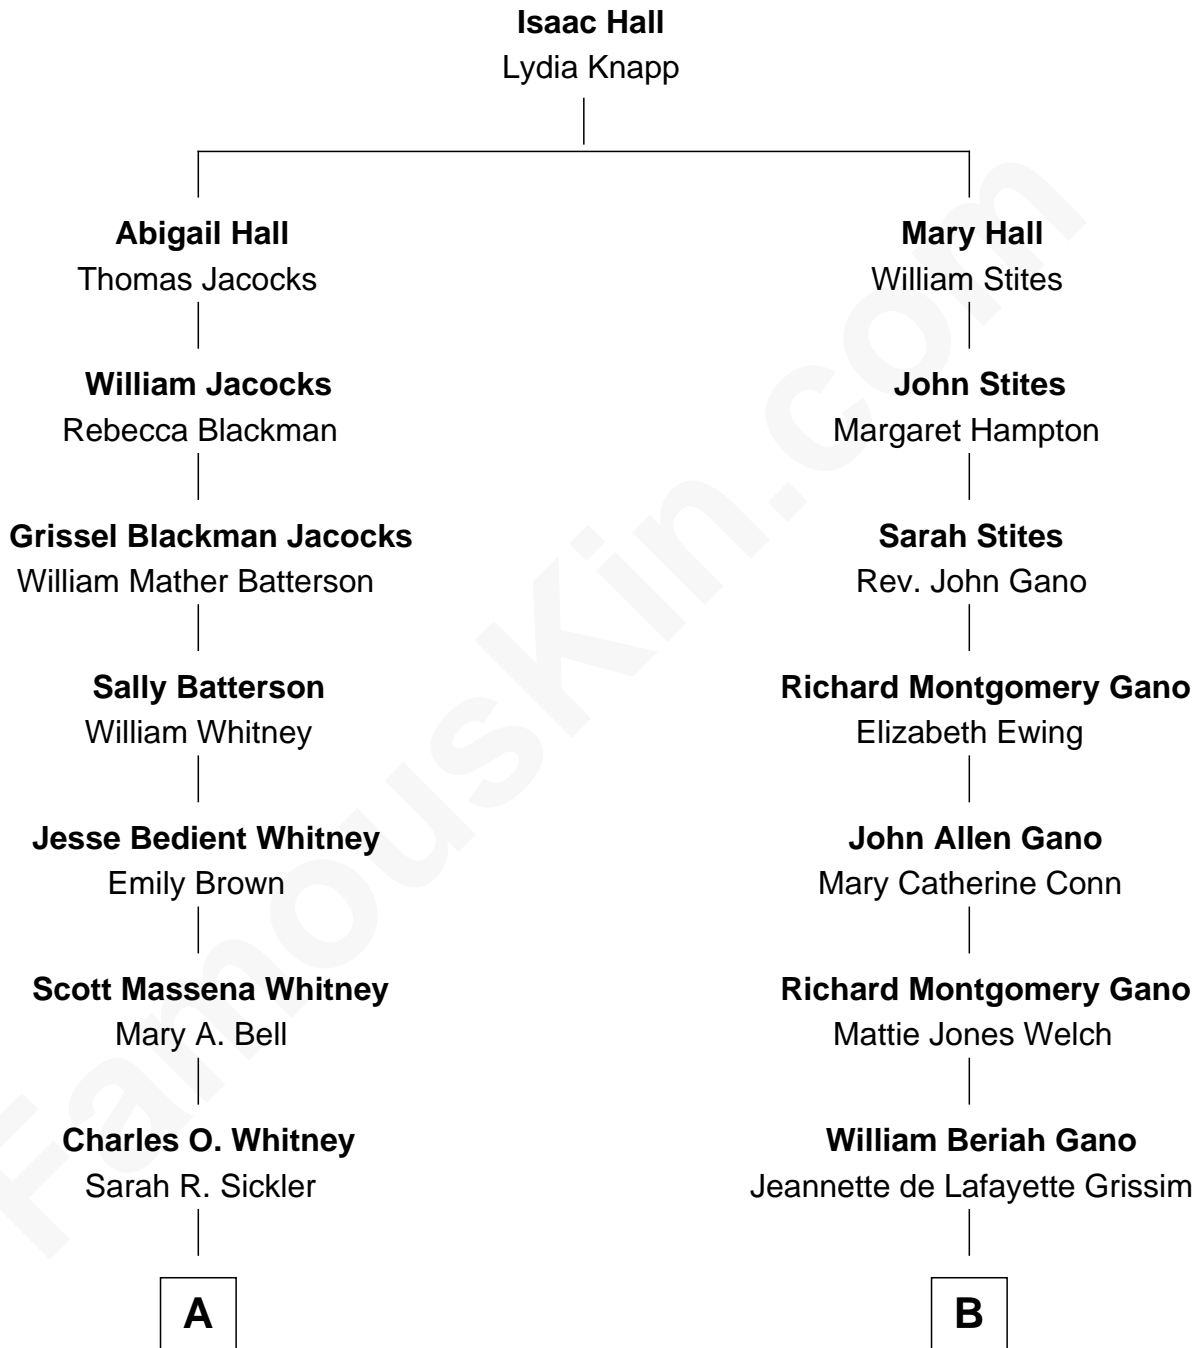 Isaac Hall
Lydia Knapp
Abigail Hall
Thomas Jacocks
Mary Hall
William Stites
William Jacocks
Rebecca Blackman
John Stites
Margaret Hampton
Grissel Blackman Jacocks
William Mather Batterson
Sarah Stites
Rev. John Gano
Sally Batterson
William Whitney
Richard Montgomery Gano
Elizabeth Ewing
Jesse Bedient Whitney
Emily Brown
John Allen Gano
Mary Catherine Conn
Scott Massena Whitney
Mary A. Bell
Richard Montgomery Gano
Mattie Jones Welch
Charles O. Whitney
Sarah R. Sickler
William Beriah Gano
Jeannette de Lafayette Grissim
A
B
FamousKin.com